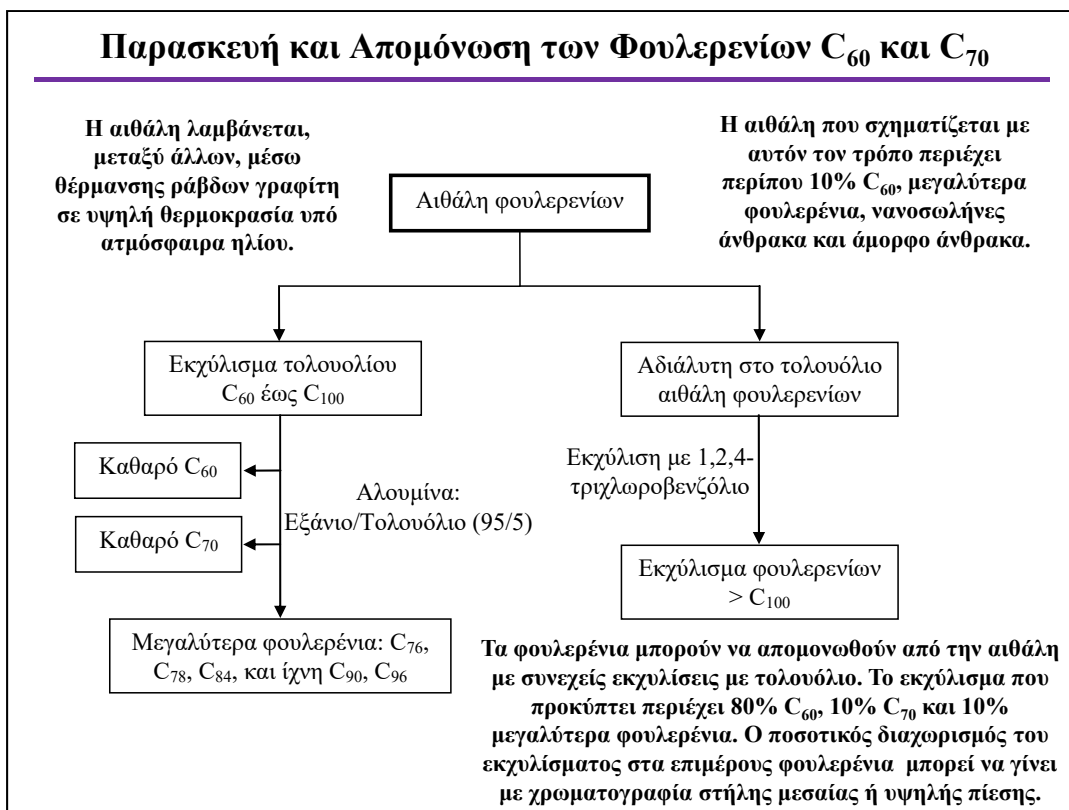 Παρασκευή και Απομόνωση των Φουλερενίων C₆₀ και C₇₀
Η αιθάλη λαμβάνεται,
μεταξύ άλλων, μέσω
θέρμανσης ράβδων γραφίτη
σε υψηλή θερμοκρασία υπό
ατμόσφαιρα ηλίου.
Αιθάλη φουλερενίων
Η αιθάλη που σχηματίζεται με
αυτόν τον τρόπο περιέχει
περίπου 10% C₆₀, μεγαλύτερα
φουλερένια, νανοσωλήνες
άνθρακα και άμορφο άνθρακα.
Εκχύλισμα τολουολίου
C₆₀ έως C₁₀₀
Αδιάλυτη στο τολουόλιο
αιθάλη φουλερενίων
Καθαρό C₆₀
Καθαρό C₇₀
Αλουμίνα:
Εξάνιο/Τολουόλιο (95/5)
Εκχύλιση με 1,2,4-
τριχλωροβενζόλιο
Εκχύλισμα φουλερενίων
> C₁₀₀
Μεγαλύτερα φουλερένια: C₇₆,
C₇₈, C₈₄, και ίχνη C₉₀, C₉₆
Τα φουλερένια μπορούν να απομονωθούν από την αιθάλη
με συνεχείς εκχυλίσεις με τολουόλιο. Το εκχύλισμα που
προκύπτει περιέχει 80% C₆₀, 10% C₇₀ και 10%
μεγαλύτερα φουλερένια. Ο ποσοτικός διαχωρισμός του
εκχυλίσματος στα επιμέρους φουλερένια μπορεί να γίνει
με χρωματογραφία στήλης μεσαίας ή υψηλής πίεσης.